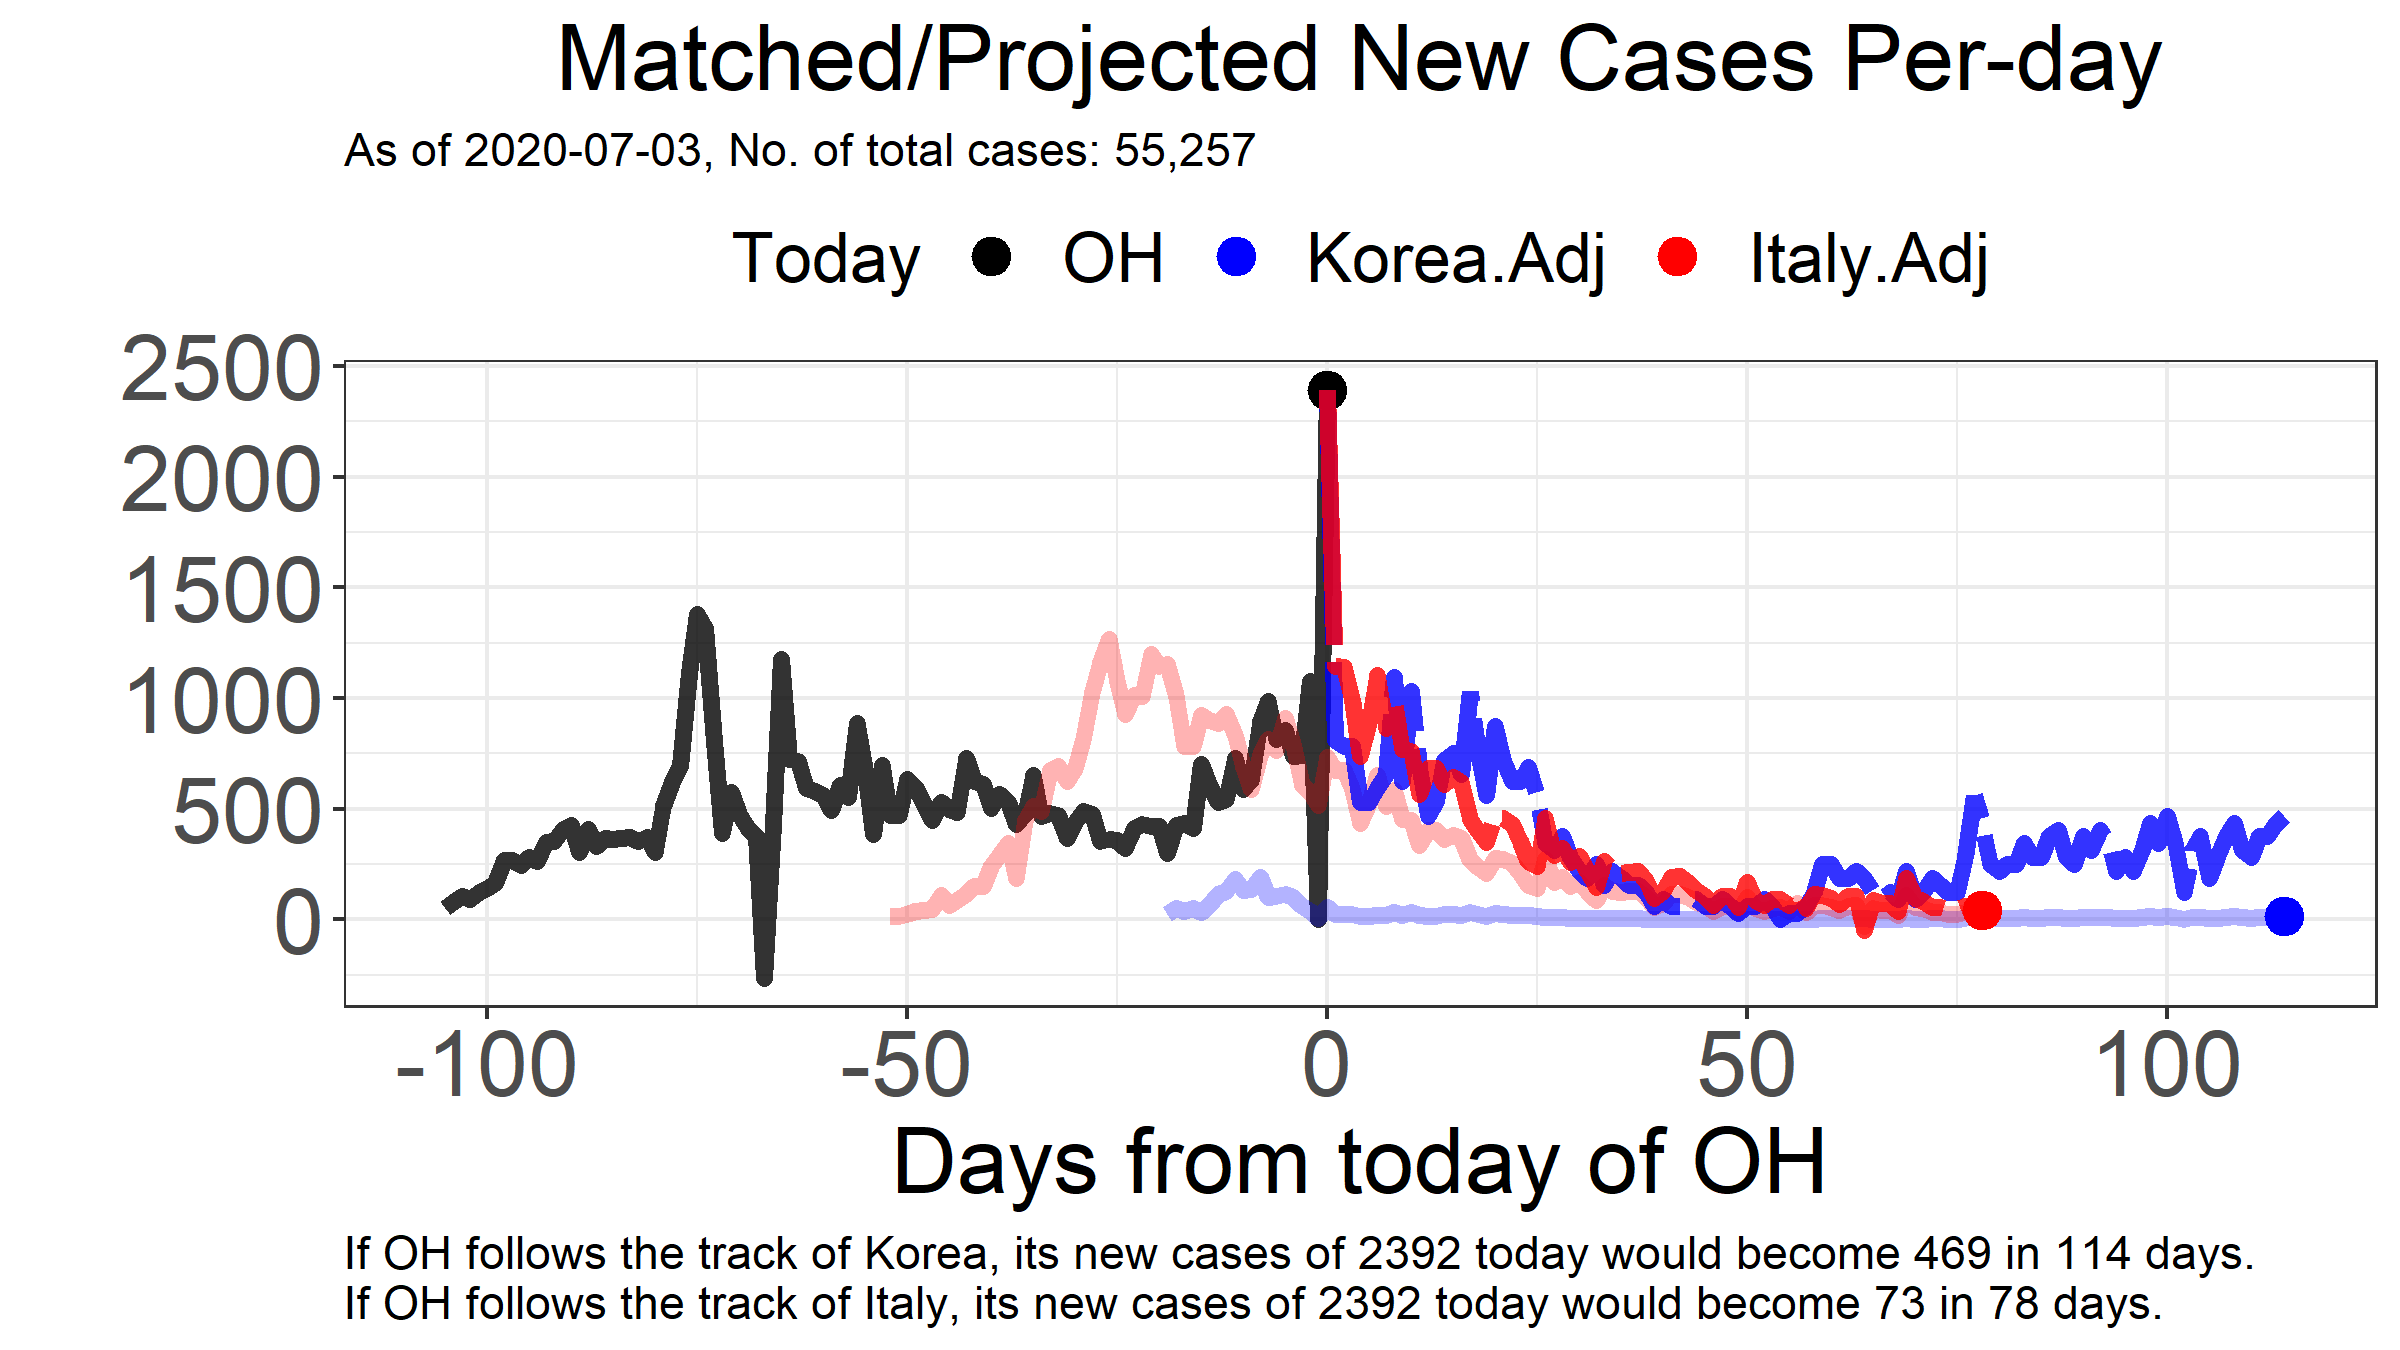 Matched/Projected New Cases Per-day
As of 2020-07-03, No. of total cases: 55,257
Today OH Korea.Adj Italy.Adj
2500
2000
1500
1000
500
0
-100 -50 0 50 100
Days from today of OH
If OH follows the track of Korea, its new cases of 2392 today would become 469 in 114 days.
If OH follows the track of Italy, its new cases of 2392 today would become 73 in 78 days.